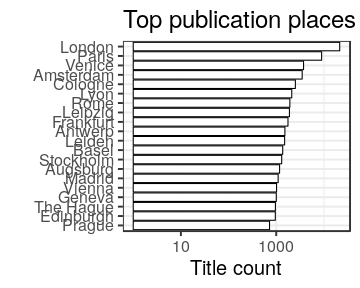 Top publication places
London
Paris
Venice
Amsterdam
Cologne
Lyon
Rome
Leipzig
Frankfurt
Antwerp
Leiden
Basel
Stockholm
Augsburg
Madrid
Vienna
Geneva
The Hague
Edinburgh
Prague
10 1000
Title count